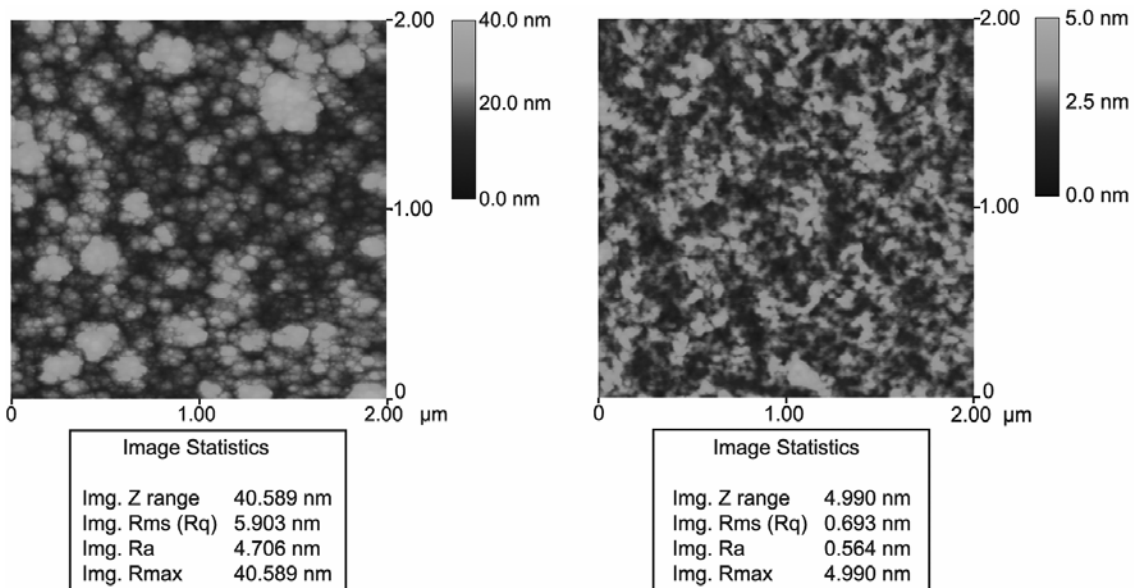 2.00
40.0 nm
20.0 nm
0.0 nm
1.00
0
0
1.00
2.00
µm
Image Statistics
Img. Z range 40.589 nm
Img. Rms (Rq) 5.903 nm
Img. Ra 4.706 nm
Img. Rmax 40.589 nm
2.00
5.0 nm
2.5 nm
0.0 nm
1.00
0
0
1.00
2.00
µm
Image Statistics
Img. Z range 4.990 nm
Img. Rms (Rq) 0.693 nm
Img. Ra 0.564 nm
Img. Rmax 4.990 nm